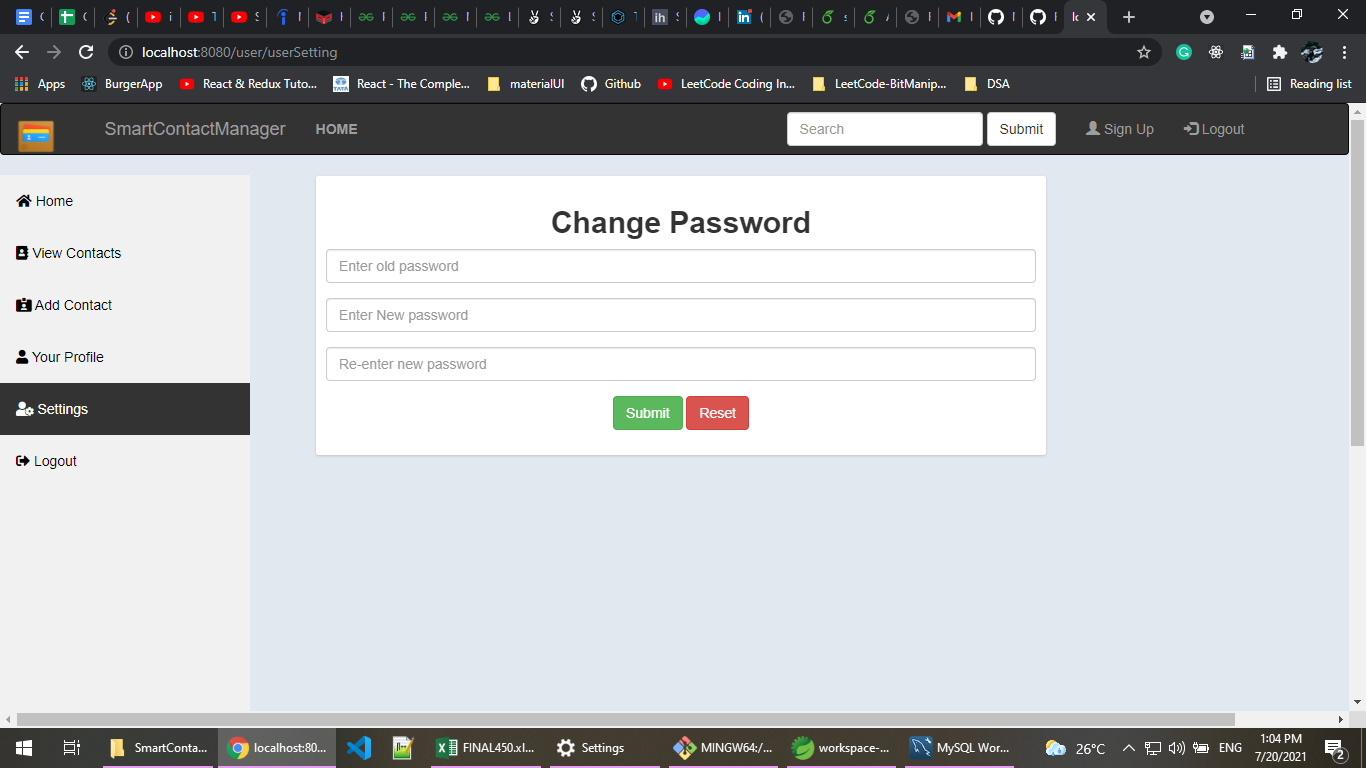 localhost:8080/user/userSetting
Apps BurgerApp React & Redux Tuto... React - The Comple... materialUI Github LeetCode Coding In... LeetCode-BitManip... DSA Reading list
SmartContactManager HOME Search Submit Sign Up Logout
Home
View Contacts
Add Contact
Your Profile
Settings
Logout
Change Password
Enter old password
Enter New password
Re-enter new password
Submit Reset
SmartConta... localhost:80... FINAL450.xl... Settings MINGW64:/... workspace-... MySQL Wor... 26°C ENG
1:04 PM
7/20/2021
2